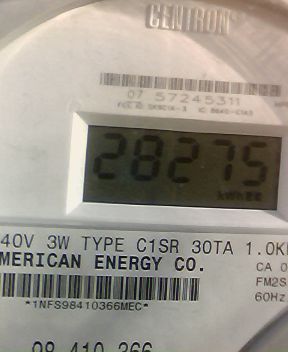 CENTRON
07 57245311
28275
40V 3W TYPE C1SR 30TA 1.0K
MERICAN ENERGY CO.
CA 0
FM2S
*1NFS98410366MEC*
60Hz
98 410 366